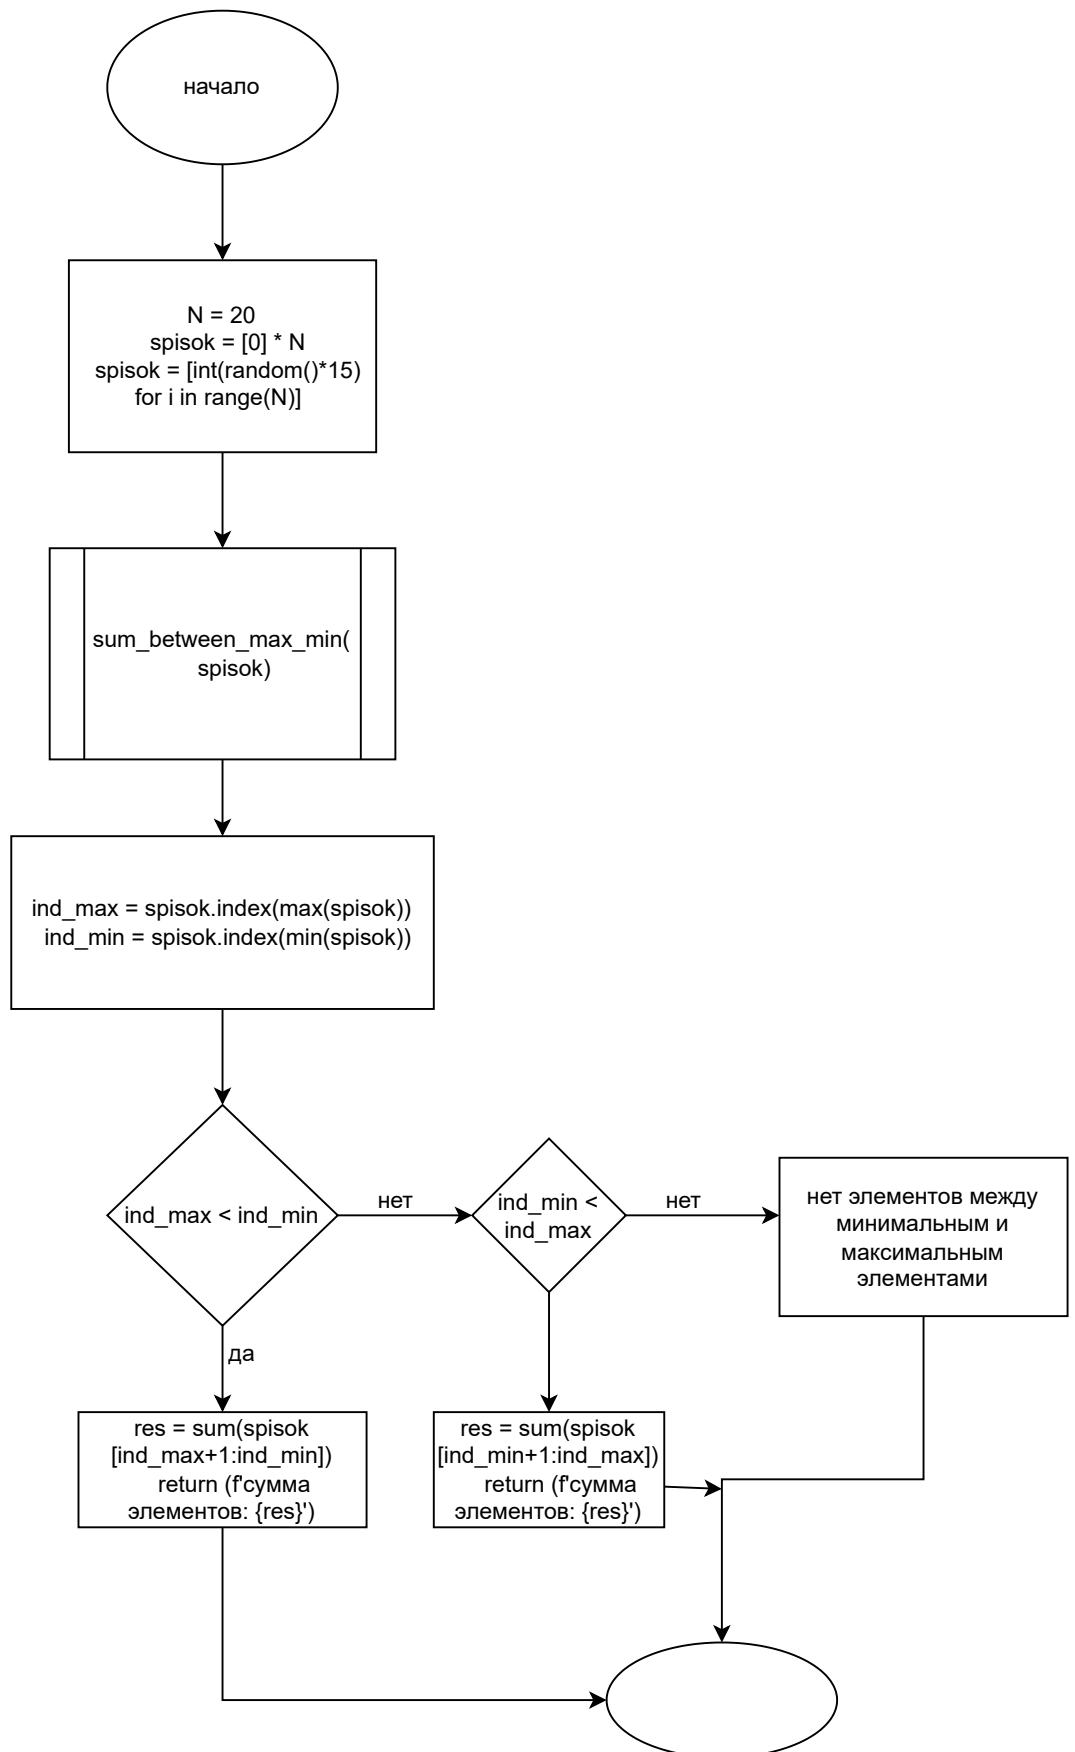 начало
N = 20
spisok = [0] * N
spisok = [int(random()*15)
for i in range(N)]
sum_between_max_min(
spisok)
ind_max = spisok.index(max(spisok))
ind_min = spisok.index(min(spisok))
ind_max < ind_min
нет
ind_min <
ind_max
нет
нет элементов между
минимальным и
максимальным
элементами
да
res = sum(spisok
[ind_max+1:ind_min])
return (f'сумма
элементов: {res}')
res = sum(spisok
[ind_min+1:ind_max])
return (f'сумма
элементов: {res}')